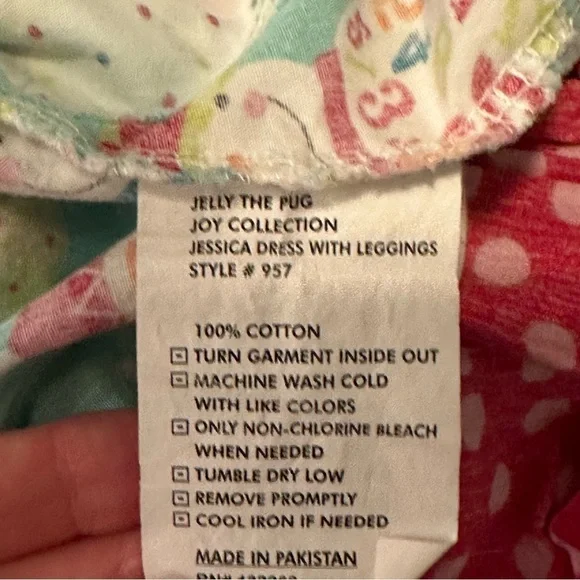 JELLY THE PUG
JOY COLLECTION
JESSICA DRESS WITH LEGGINGS
STYLE # 957
100% COTTON
TURN GARMENT INSIDE OUT
MACHINE WASH COLD
WITH LIKE COLORS
ONLY NON-CHLORINE BLEACH
WHEN NEEDED
TUMBLE DRY LOW
REMOVE PROMPTLY
COOL IRON IF NEEDED
MADE IN PAKISTAN